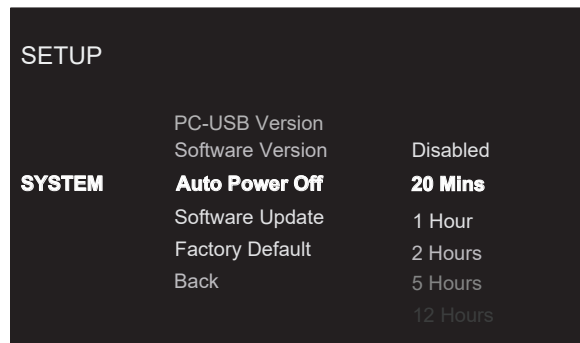 SETUP
PC-USB Version
Software Version Disabled
SYSTEM Auto Power Off 20 Mins
Software Update 1 Hour
Factory Default 2 Hours
Back 5 Hours
12 Hours